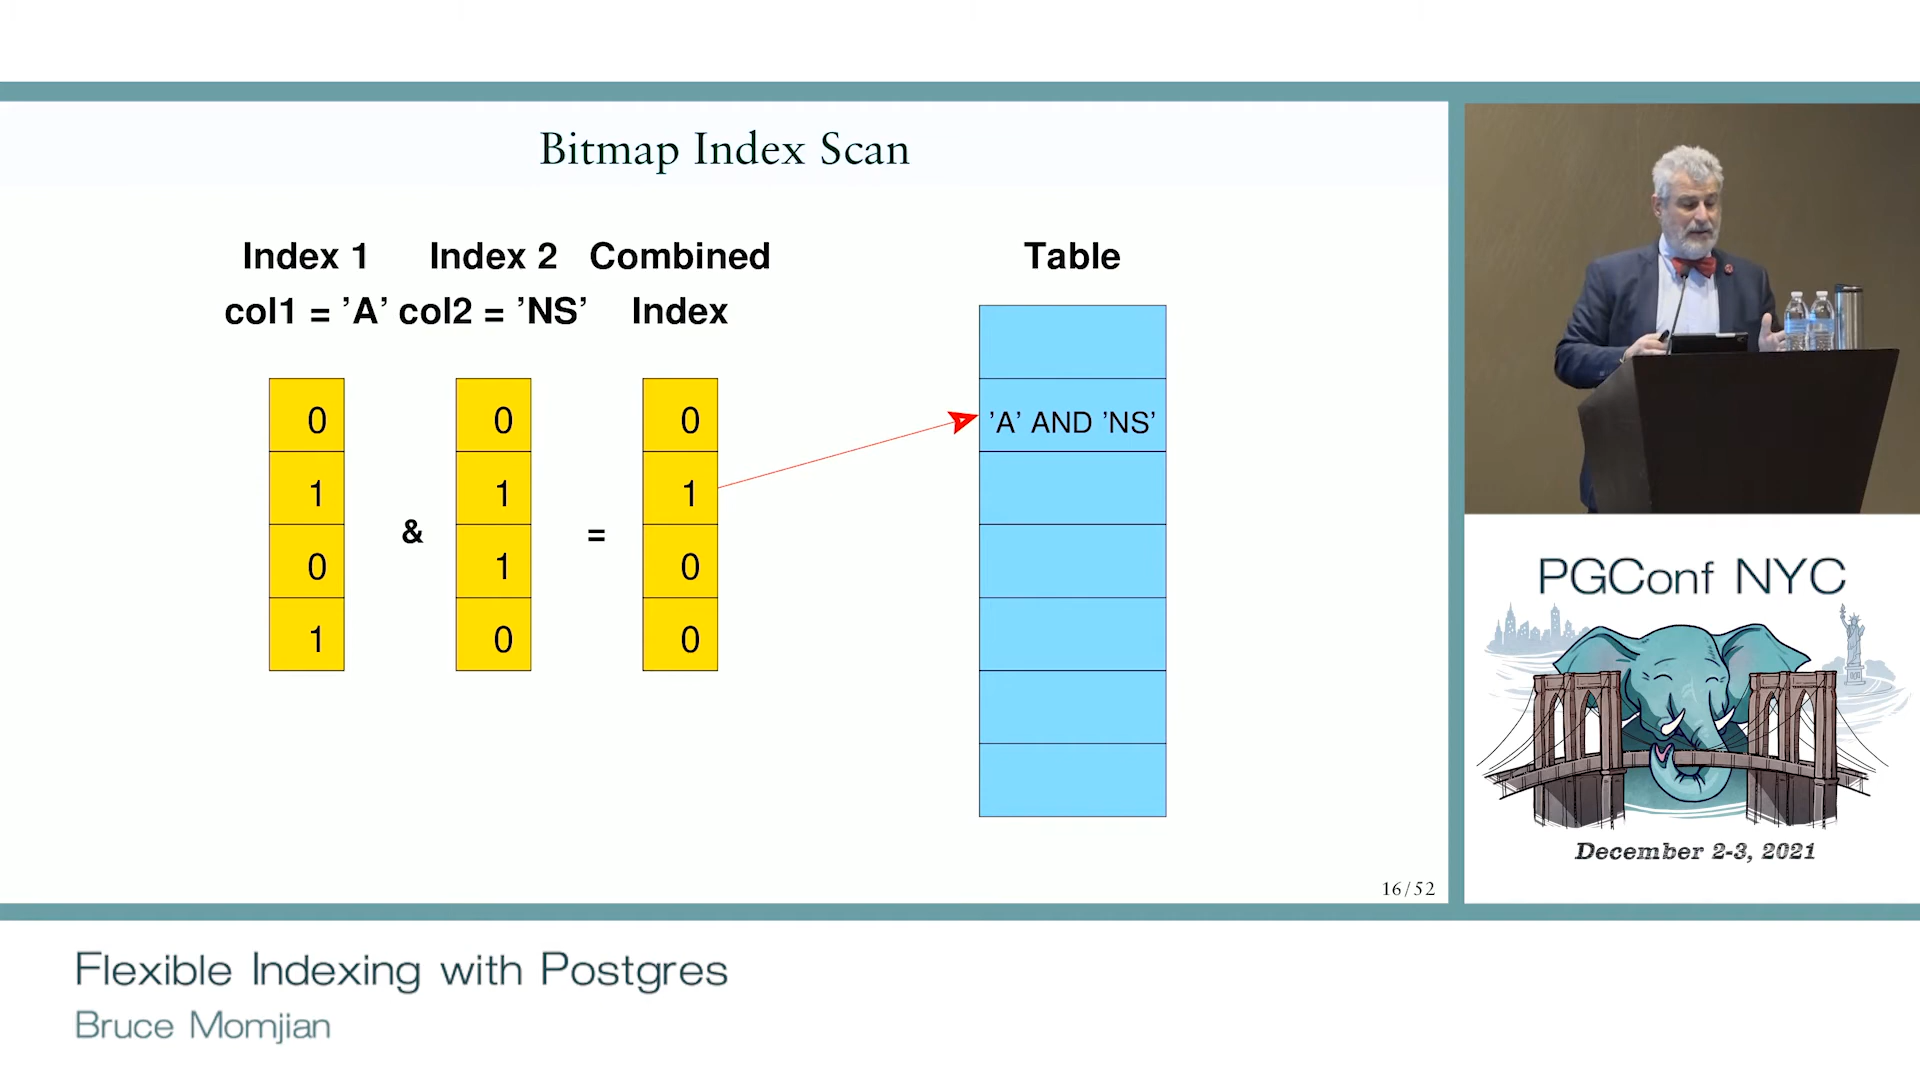 Bitmap Index Scan
Index 1 Index 2 Combined Table
col1 = ’A’ col2 = ’NS’ Index
0 0 0
’A’ AND ’NS’
1 1 1
& =
0 1 0
1 0 0
16/52
PGConf NYC
December 2-3, 2021
Flexible Indexing with Postgres
Bruce Momjian